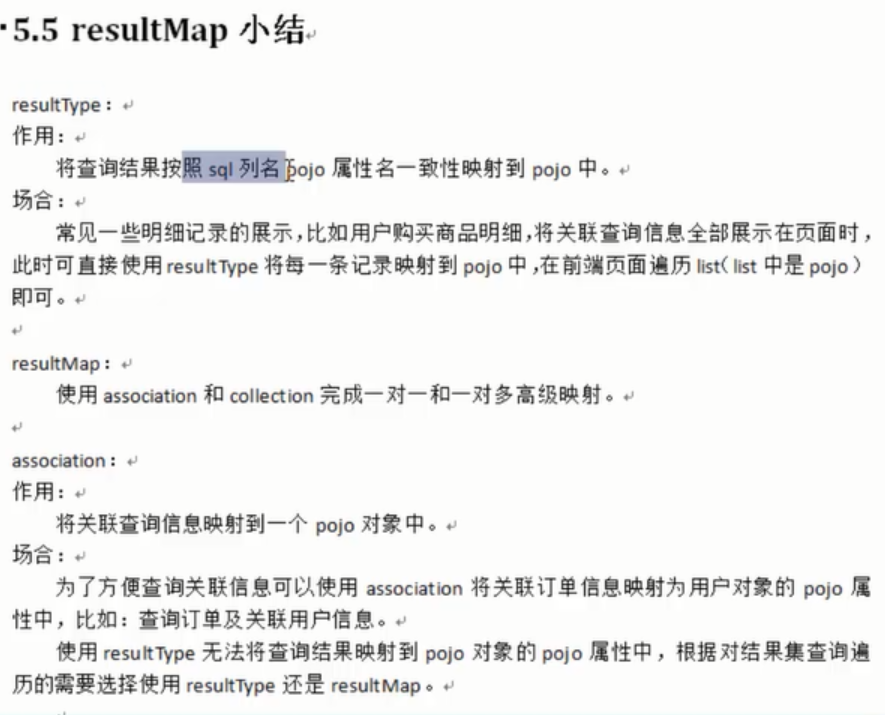 5.5 resultMap 小结
resultType：
作用：
将查询结果按照 sql 列名 pojo 属性名一致性映射到 pojo 中。
场合：
常见一些明细记录的展示,比如用户购买商品明细,将关联查询信息全部展示在页面时，
此时可直接使用 resultType 将每一条记录映射到 pojo 中,在前端页面遍历 list（list 中是 pojo）
即可。
resultMap：
使用 association 和 collection 完成一对一和一对多高级映射。
association：
作用：
将关联查询信息映射到一个 pojo 对象中。
场合：
为了方便查询关联信息可以使用 association 将关联订单信息映射为用户对象的 pojo 属
性中，比如：查询订单及关联用户信息。
使用 resultType 无法将查询结果映射到 pojo 对象的 pojo 属性中，根据对结果集查询遍
历的需要选择使用 resultType 还是 resultMap。